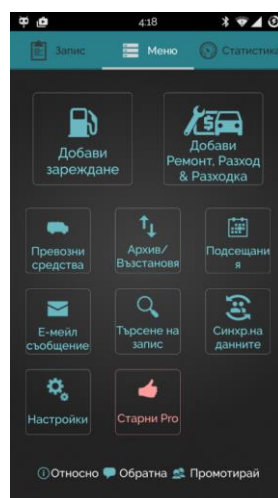 4:18
Запис
Меню
Статистика
Добави
зареждане
Добави
Ремонт, Разход
& Разходка
Превозни
средства
Архив/
Възстановя
Подсещани
я
Е-мейл
съобщение
Търсене на
запис
Синхр.на
данните
Настройки
Старни Pro
Относно
Обратна
Промотирай